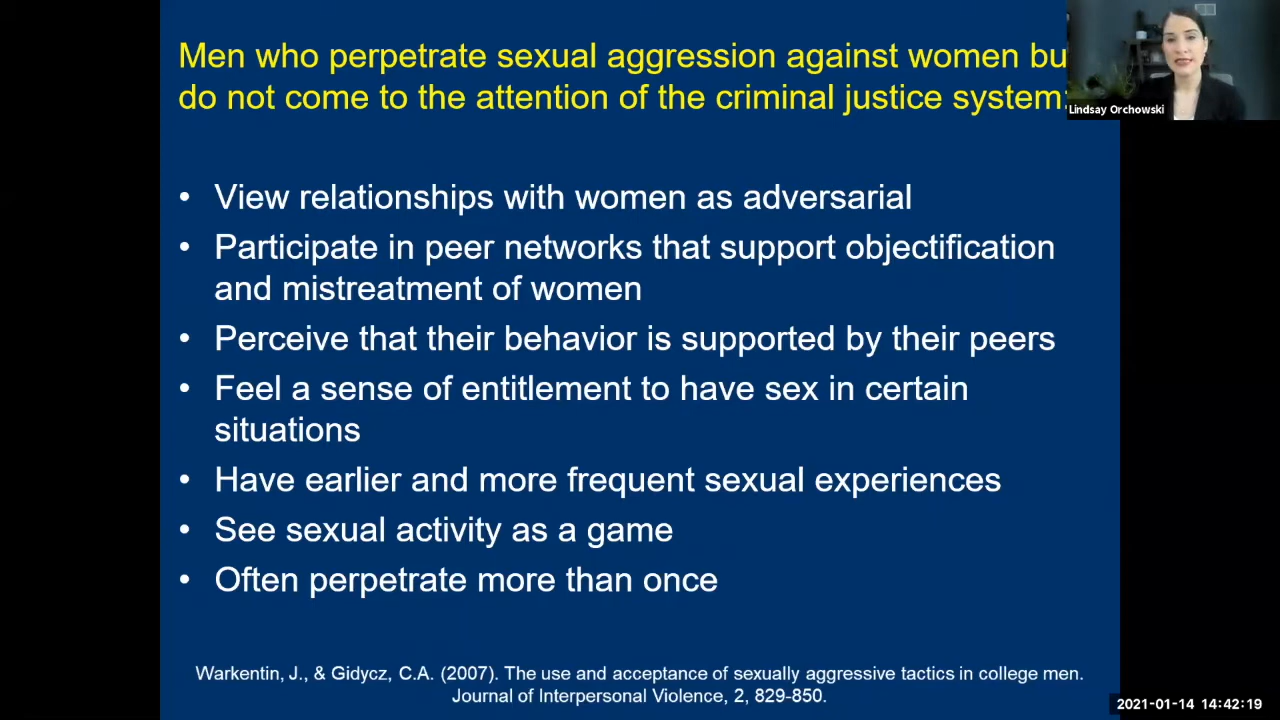 Men who perpetrate sexual aggression against women bu
do not come to the attention of the criminal justice system:
Lindsay Orchowski
• View relationships with women as adversarial
• Participate in peer networks that support objectification
and mistreatment of women
• Perceive that their behavior is supported by their peers
• Feel a sense of entitlement to have sex in certain
situations
• Have earlier and more frequent sexual experiences
• See sexual activity as a game
• Often perpetrate more than once
Warkentin, J., & Gidycz, C.A. (2007). The use and acceptance of sexually aggressive tactics in college men.
Journal of Interpersonal Violence, 2, 829-850.
2021-01-14 14:42:19